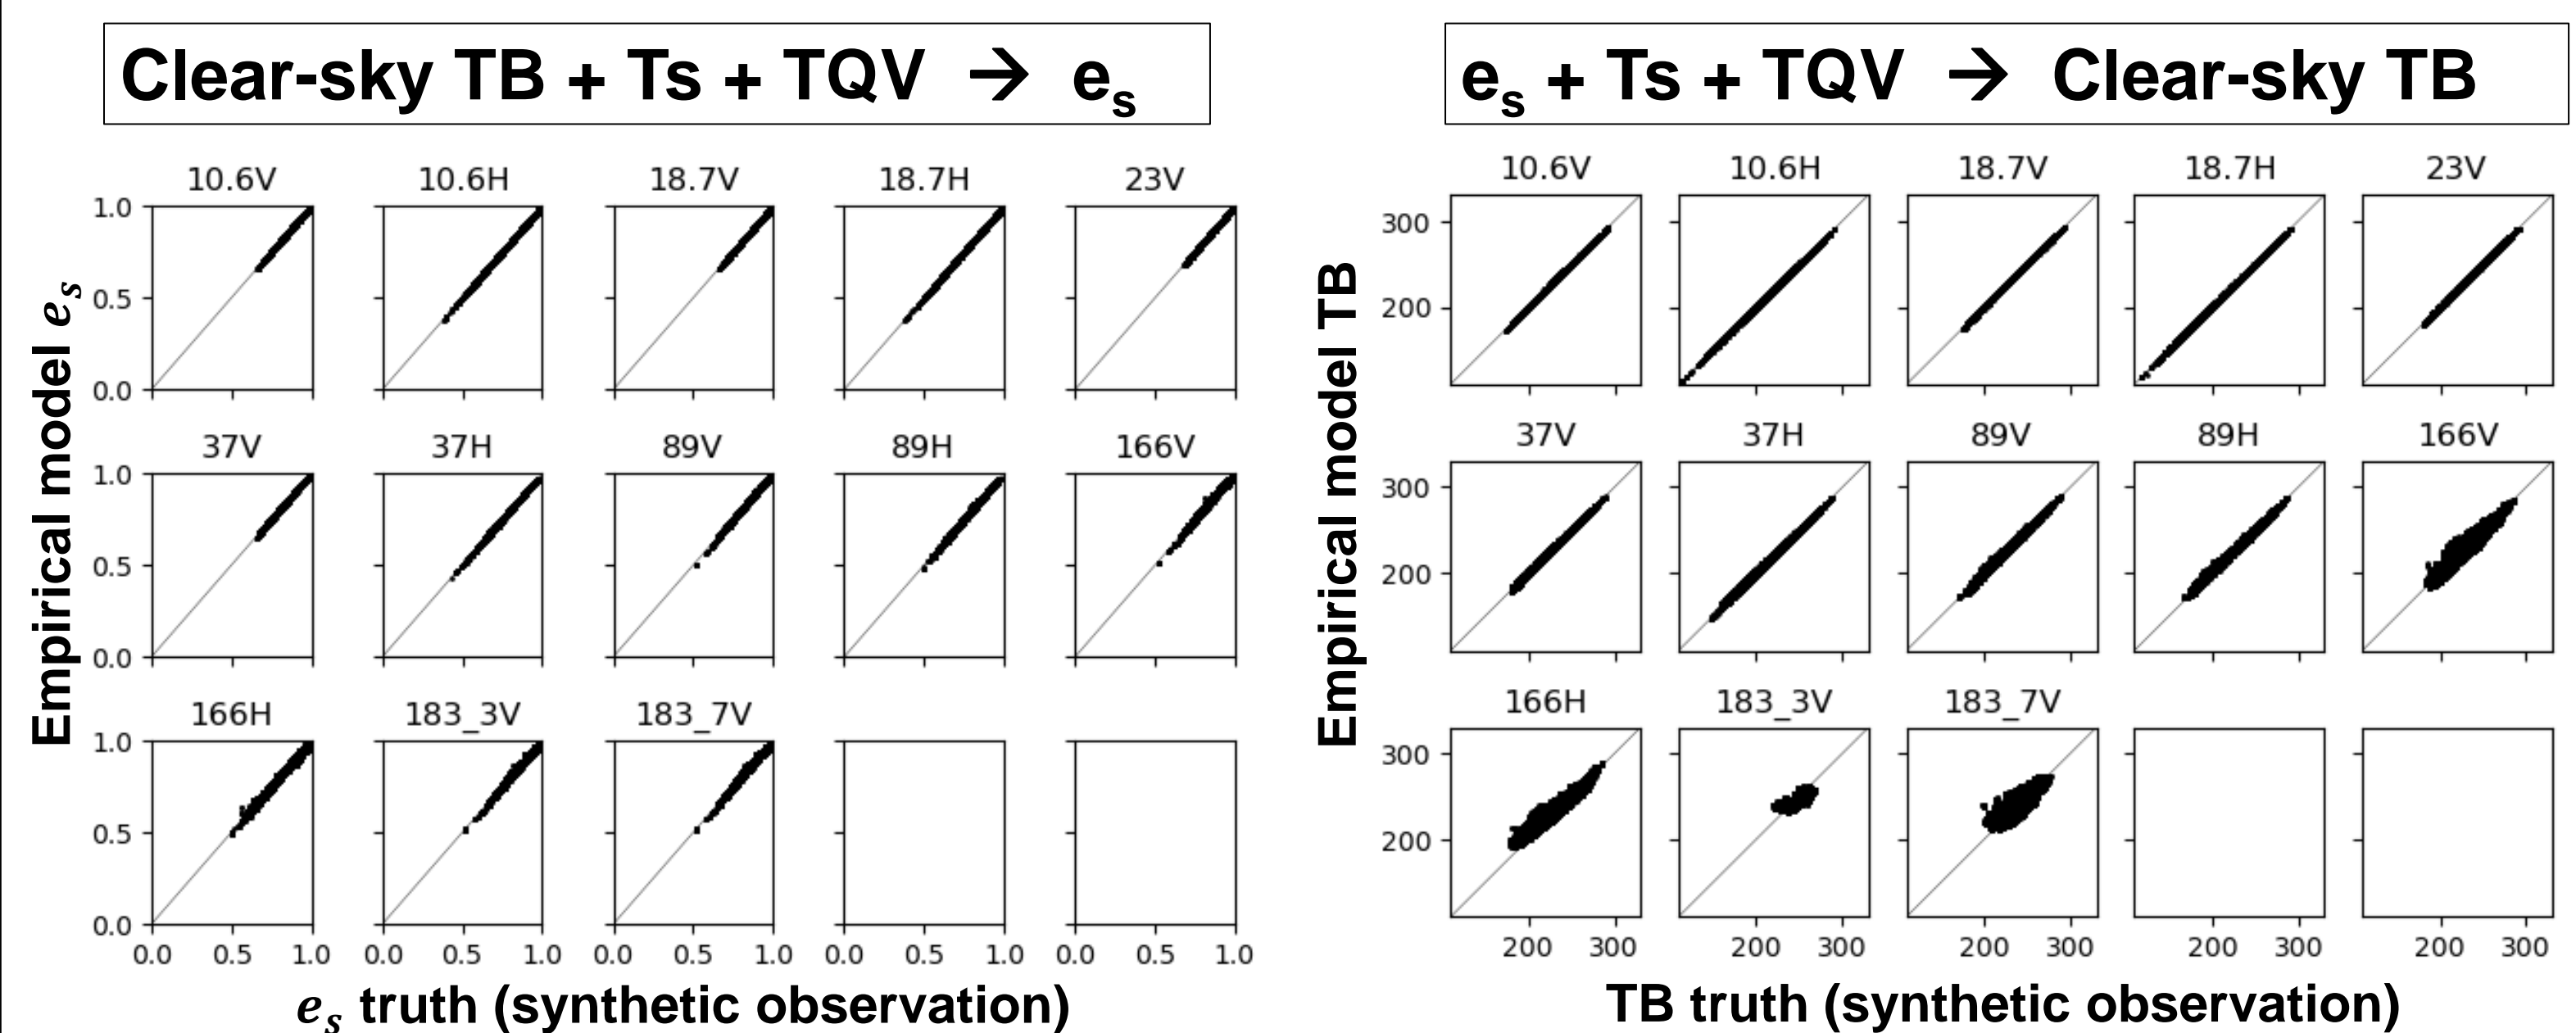 Clear-sky TB + Ts + TQV → es
10.6V 10.6H 18.7V 18.7H 23V
1.0
0.5
0.0
37V 37H 89V 89H 166V
1.0
0.5
0.0
166H 183_3V 183_7V
1.0
0.5
0.0
0.0 0.5 1.0 0.0 0.5 1.0 0.0 0.5 1.0 0.0 0.5 1.0 0.0 0.5 1.0
Empirical model es
es truth (synthetic observation)
es + Ts + TQV → Clear-sky TB
10.6V 10.6H 18.7V 18.7H 23V
300
200
37V 37H 89V 89H 166V
300
200
166H 183_3V 183_7V
300
200
200 300 200 300 200 300 200 300 200 300
Empirical model TB
TB truth (synthetic observation)